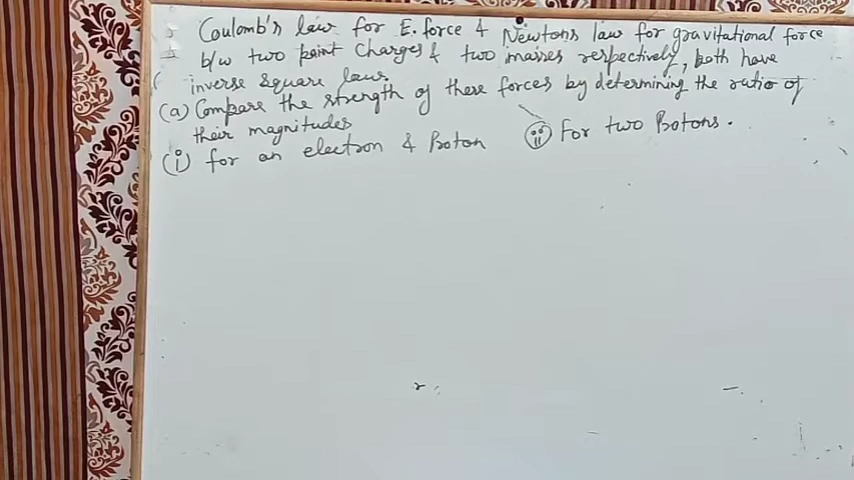 Coulomb's law for E. force & Newtons law for gravitational force
b/w two point Charges & two masses respectively, both have
inverse square law.
(a) Compare the strength of these forces by determining the ratio of
their magnitudes
(i) for an electron & Proton (ii) For two Protons.